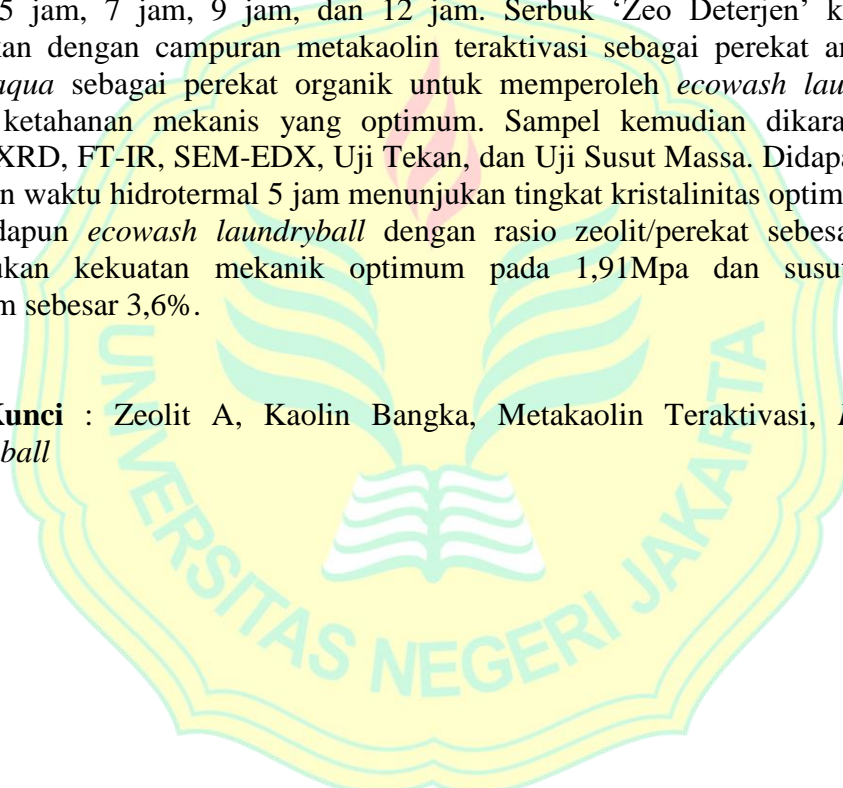 5 jam, 7 jam, 9 jam, dan 12 jam. Serbuk ‘Zeo Deterjen’ k
kan dengan campuran metakaolin teraktivasi sebagai perekat an
aqua sebagai perekat organik untuk memperoleh ecowash lau
ketahanan mekanis yang optimum. Sampel kemudian dikara
XRD, FT-IR, SEM-EDX, Uji Tekan, dan Uji Susut Massa. Didapa
n waktu hidrotermal 5 jam menunjukan tingkat kristalinitas optim
dapun ecowash laundryball dengan rasio zeolit/perekat sebesa
ukan kekuatan mekanik optimum pada 1,91Mpa dan susut
m sebesar 3,6%.
Kunci : Zeolit A, Kaolin Bangka, Metakaolin Teraktivasi,
ball
UNIVERSITAS NEGERI JAKARTA